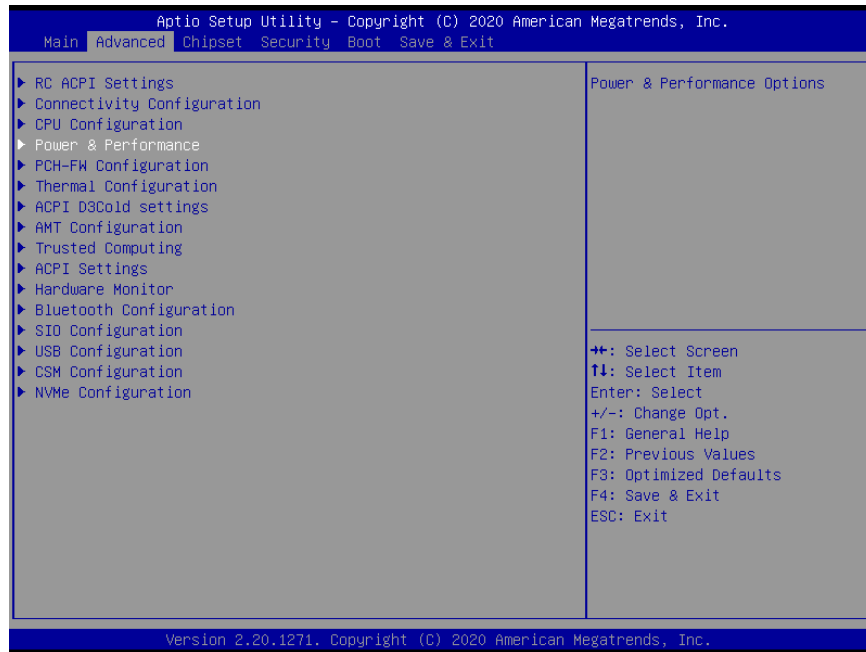 Aptio Setup Utility – Copyright (C) 2020 American Megatrends, Inc.
Main Advanced Chipset Security Boot Save & Exit
RC ACPI Settings
Connectivity Configuration
CPU Configuration
Power & Performance
PCH-FW Configuration
Thermal Configuration
ACPI D3Cold settings
AMT Configuration
Trusted Computing
ACPI Settings
Hardware Monitor
Bluetooth Configuration
SIO Configuration
USB Configuration
CSM Configuration
NVMe Configuration
Power & Performance Options
→←: Select Screen
↑↓: Select Item
Enter: Select
+/-: Change Opt.
F1: General Help
F2: Previous Values
F3: Optimized Defaults
F4: Save & Exit
ESC: Exit
Version 2.20.1271. Copyright (C) 2020 American Megatrends, Inc.